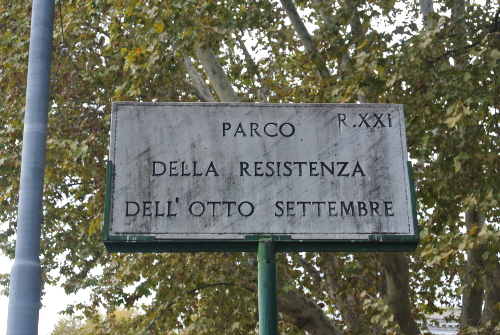 R.XXI
PARCO
DELLA RESISTENZA
DELL'OTTO SETTEMBRE